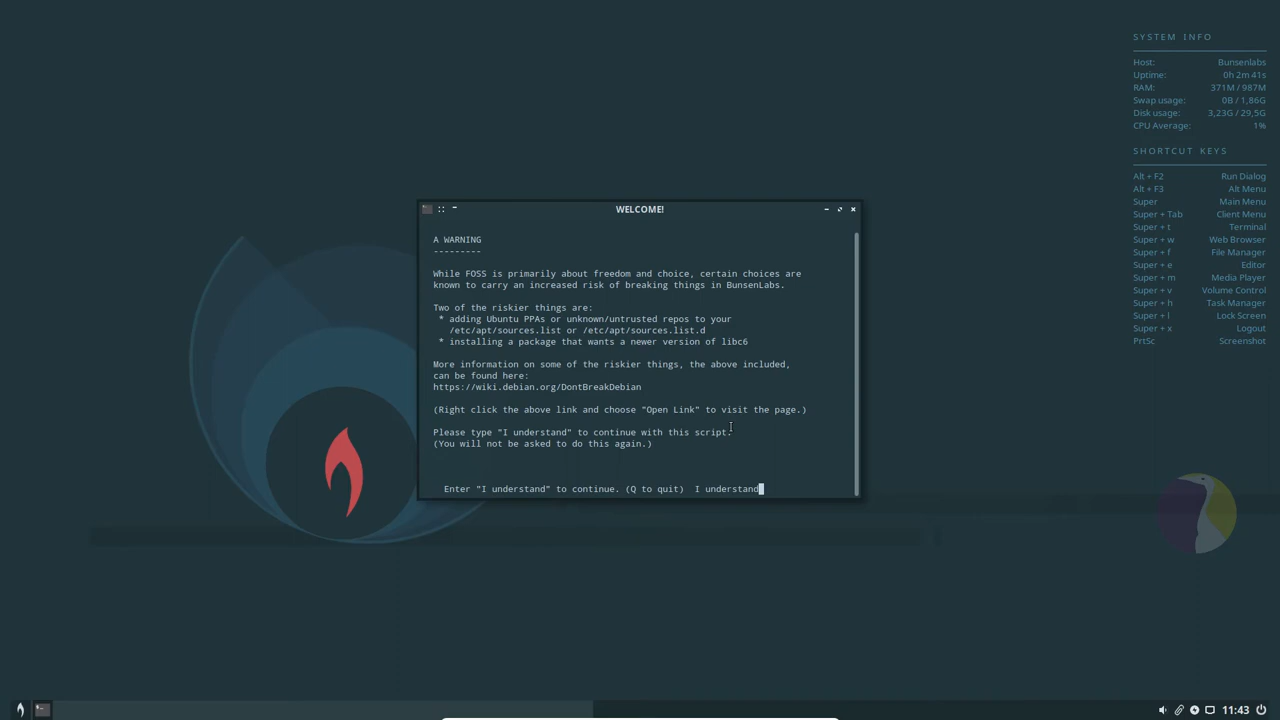 SYSTEM INFO
Host: Bunsenlabs
Uptime: 0h 2m 41s
RAM: 371M / 987M
Swap usage: 0B / 1,86G
Disk usage: 3,23G / 29,5G
CPU Average: 1%
SHORTCUT KEYS
Alt + F2 Run Dialog
Alt + F3 Alt Menu
Super Main Menu
Super + Tab Client Menu
Super + t Terminal
Super + w Web Browser
Super + f File Manager
Super + e Editor
Super + m Media Player
Super + v Volume Control
Super + h Task Manager
Super + l Lock Screen
Super + x Logout
PrtSc Screenshot
WELCOME!
A WARNING
---------
While FOSS is primarily about freedom and choice, certain choices are
known to carry an increased risk of breaking things in BunsenLabs.
Two of the riskier things are:
* adding Ubuntu PPAs or unknown/untrusted repos to your
/etc/apt/sources.list or /etc/apt/sources.list.d
* installing a package that wants a newer version of libc6
More information on some of the riskier things, the above included,
can be found here:
https://wiki.debian.org/DontBreakDebian
(Right click the above link and choose "Open Link" to visit the page.)
Please type "I understand" to continue with this script.
(You will not be asked to do this again.)
Enter "I understand" to continue. (Q to quit) I understand
11:43